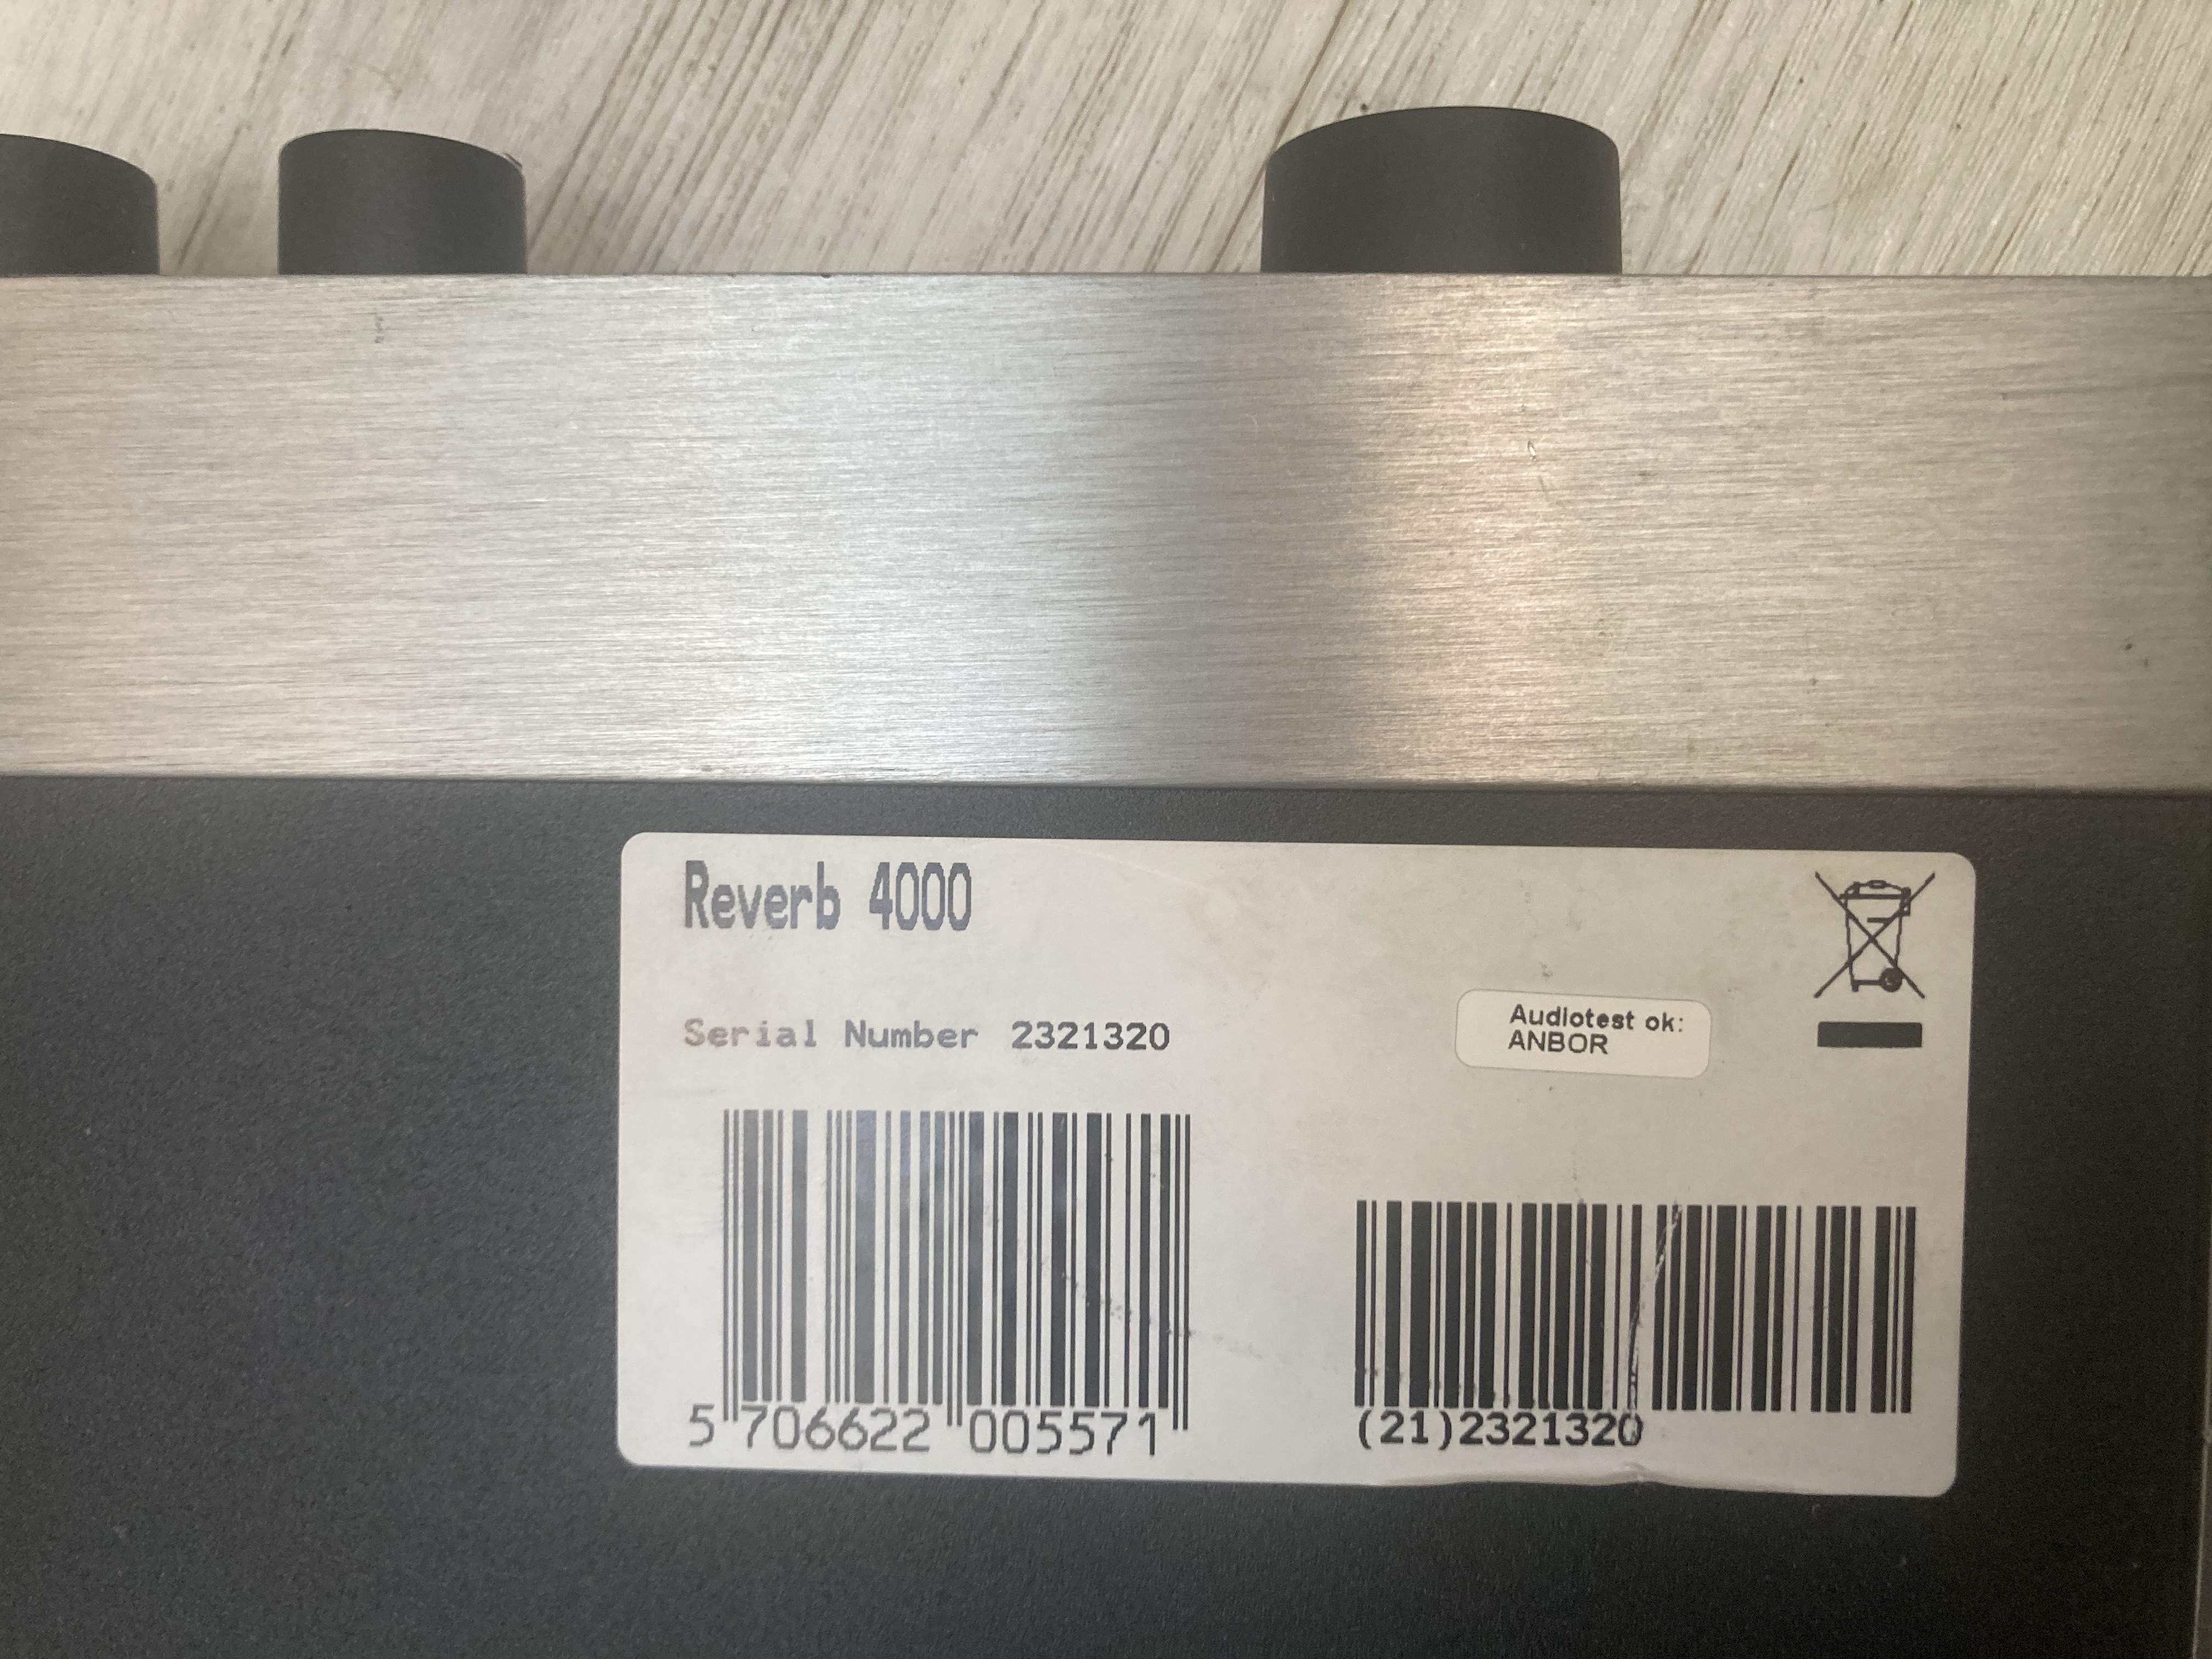 Reverb 4000
Serial Number 2321320
Audiotest ok:
ANBOR
5 706622 005571
(21)2321320